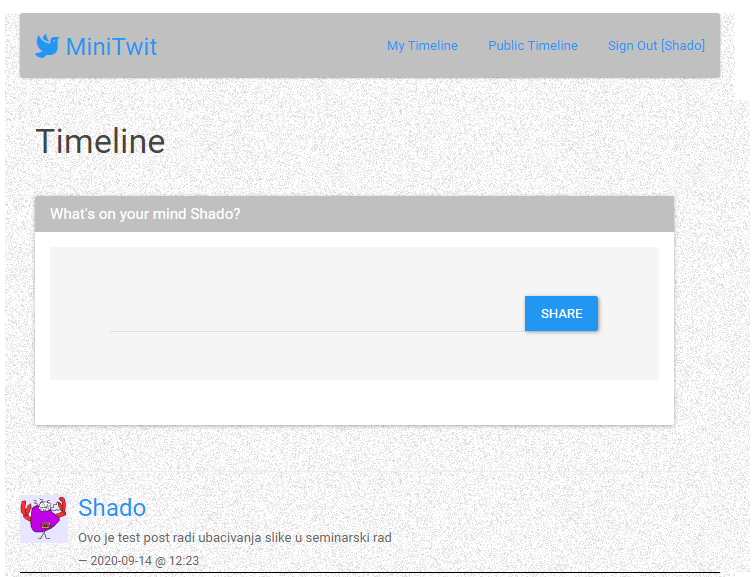 MiniTwit
My Timeline Public Timeline Sign Out [Shado]
Timeline
What's on your mind Shado?
SHARE
Shado
Ovo je test post radi ubacivanja slike u seminarski rad
— 2020-09-14 @ 12:23